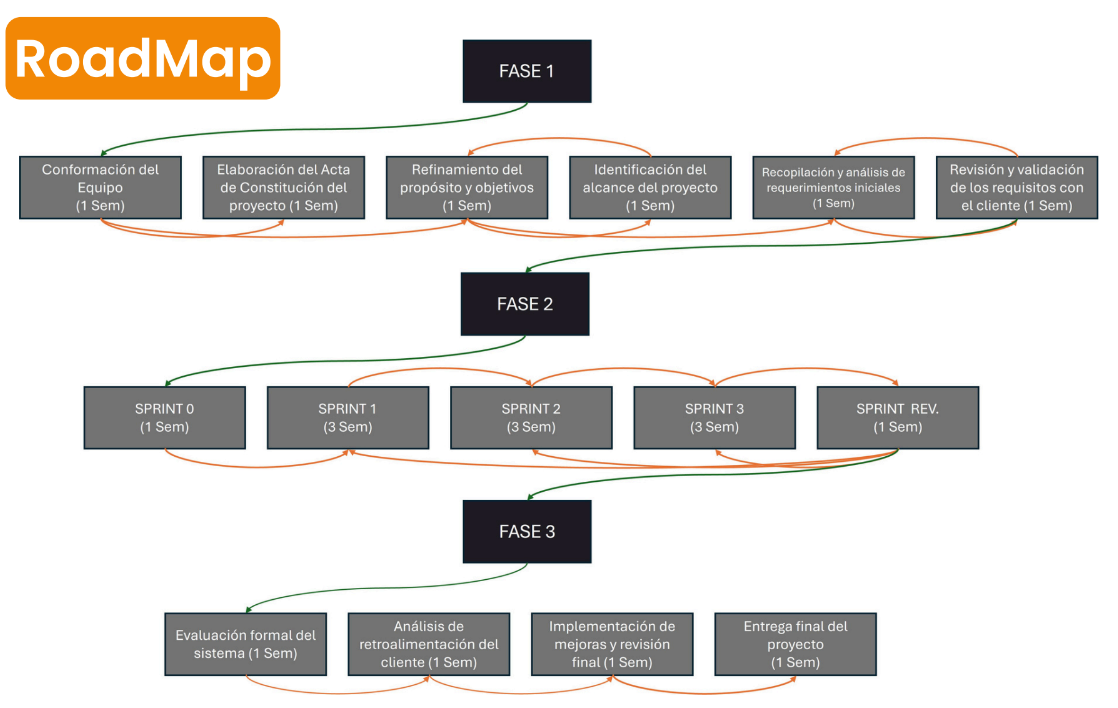 RoadMap
FASE 1
Conformación del
Equipo
(1 Sem)
Elaboración del Acta
de Constitución del
proyecto (1 Sem)
Refinamiento del
propósito y objetivos
(1 Sem)
Identificación del
alcance del proyecto
(1 Sem)
Recopilación y análisis de
requerimientos iniciales
(1 Sem)
Revisión y validación
de los requisitos con
el cliente (1 Sem)
FASE 2
SPRINT 0
(1 Sem)
SPRINT 1
(3 Sem)
SPRINT 2
(3 Sem)
SPRINT 3
(3 Sem)
SPRINT REV.
(1 Sem)
FASE 3
Evaluación formal del
sistema (1 Sem)
Análisis de
retroalimentación del
cliente (1 Sem)
Implementación de
mejoras y revisión
final (1 Sem)
Entrega final del
proyecto
(1 Sem)